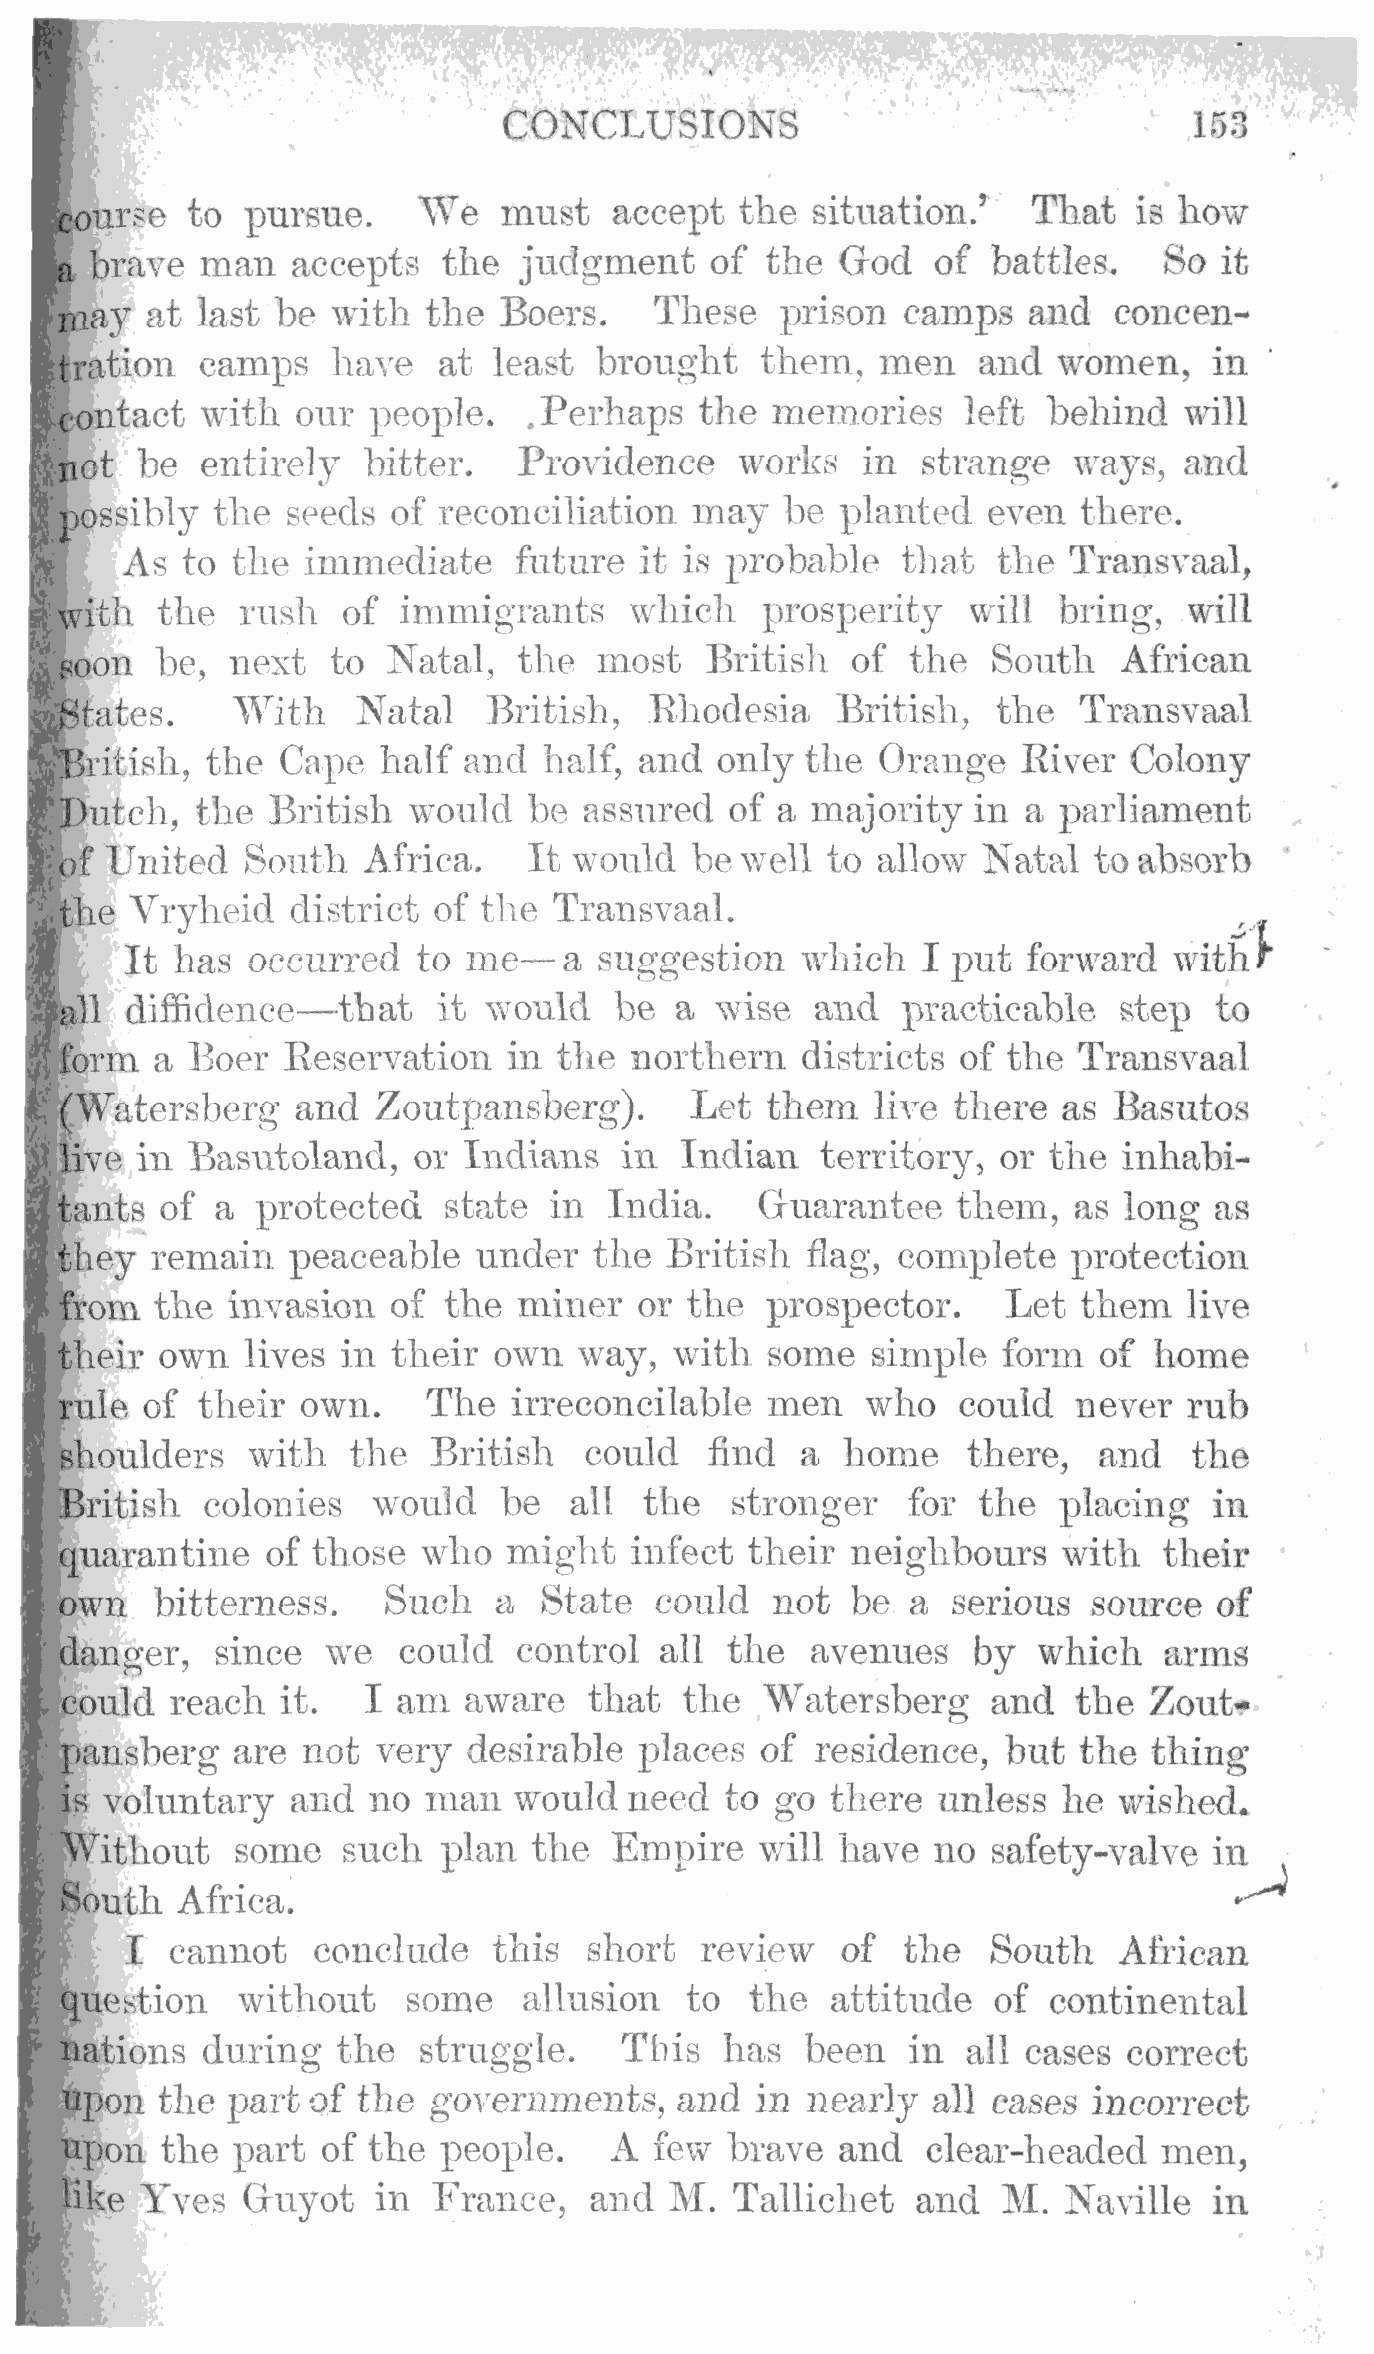 CONCLUSIONS 153
course to pursue. We must accept the situation.’ That is how
a brave man accepts the judgment of the God of battles. So it
may at last be with the Boers. These prison camps and concen-
tration camps have at least brought them, men and women, in
contact with our people. Perhaps the memories left behind will
not be entirely bitter. Providence works in strange ways, and
possibly the seeds of reconciliation may be planted even there.
As to the immediate future it is probable that the Transvaal,
with the rush of immigrants which prosperity will bring, will
soon be, next to Natal, the most British of the South African
States. With Natal British, Rhodesia British, the Transvaal
British, the Cape half and half, and only the Orange River Colony
Dutch, the British would be assured of a majority in a parliament
of United South Africa. It would be well to allow Natal to absorb
the Vryheid district of the Transvaal.
It has occurred to me—a suggestion which I put forward with
all diffidence—that it would be a wise and practicable step to
form a Boer Reservation in the northern districts of the Transvaal
(Watersberg and Zoutpansberg). Let them live there as Basutos
live in Basutoland, or Indians in Indian territory, or the inhabi-
tants of a protected state in India. Guarantee them, as long as
they remain peaceable under the British flag, complete protection
from the invasion of the miner or the prospector. Let them live
their own lives in their own way, with some simple form of home
rule of their own. The irreconcilable men who could never rub
shoulders with the British could find a home there, and the
British colonies would be all the stronger for the placing in
quarantine of those who might infect their neighbours with their
own bitterness. Such a State could not be a serious source of
danger, since we could control all the avenues by which arms
could reach it. I am aware that the Watersberg and the Zout-
pansberg are not very desirable places of residence, but the thing
is voluntary and no man would need to go there unless he wished.
Without some such plan the Empire will have no safety-valve in
South Africa.
I cannot conclude this short review of the South African
question without some allusion to the attitude of continental
nations during the struggle. This has been in all cases correct
upon the part of the governments, and in nearly all cases incorrect
upon the part of the people. A few brave and clear-headed men,
like Yves Guyot in France, and M. Tallichet and M. Naville in